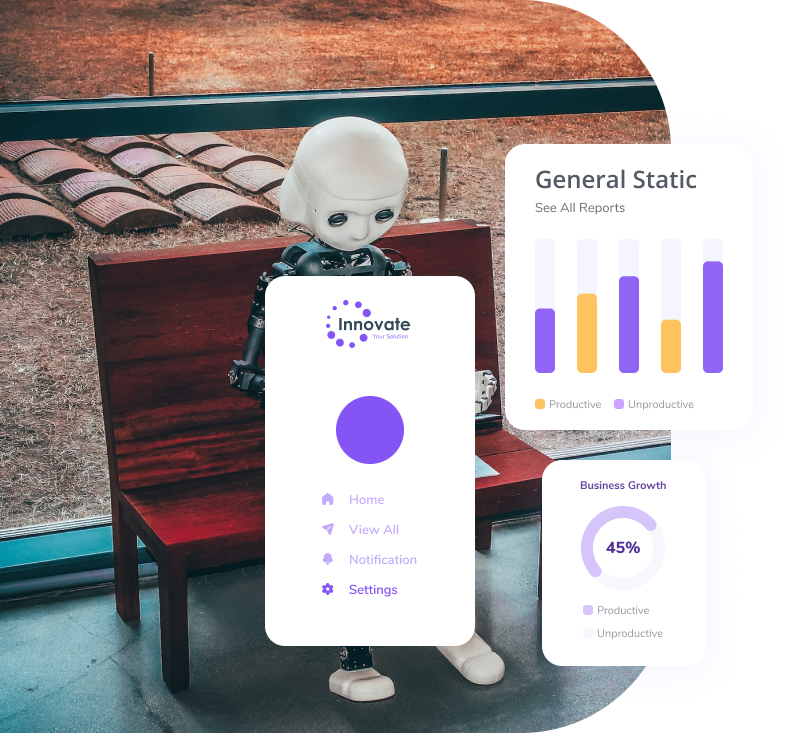 General Static
See All Reports
Productive
Unproductive
Innovate
Your Solution
Home
View All
Notification
Settings
Business Growth
45%
Productive
Unproductive